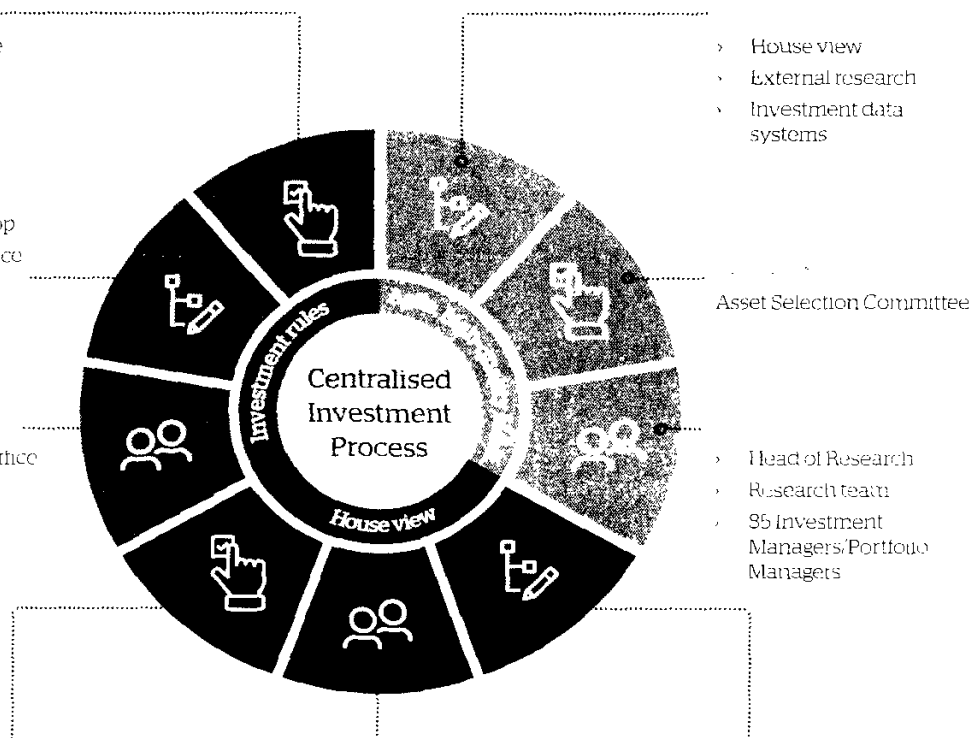 › House view
› External research
› Investment data
systems
Asset Selection Committee
Investment rules
Centralised
Investment
Process
House view
› Head of Research
› Research team
Investment
Managers/Portfolio
Managers